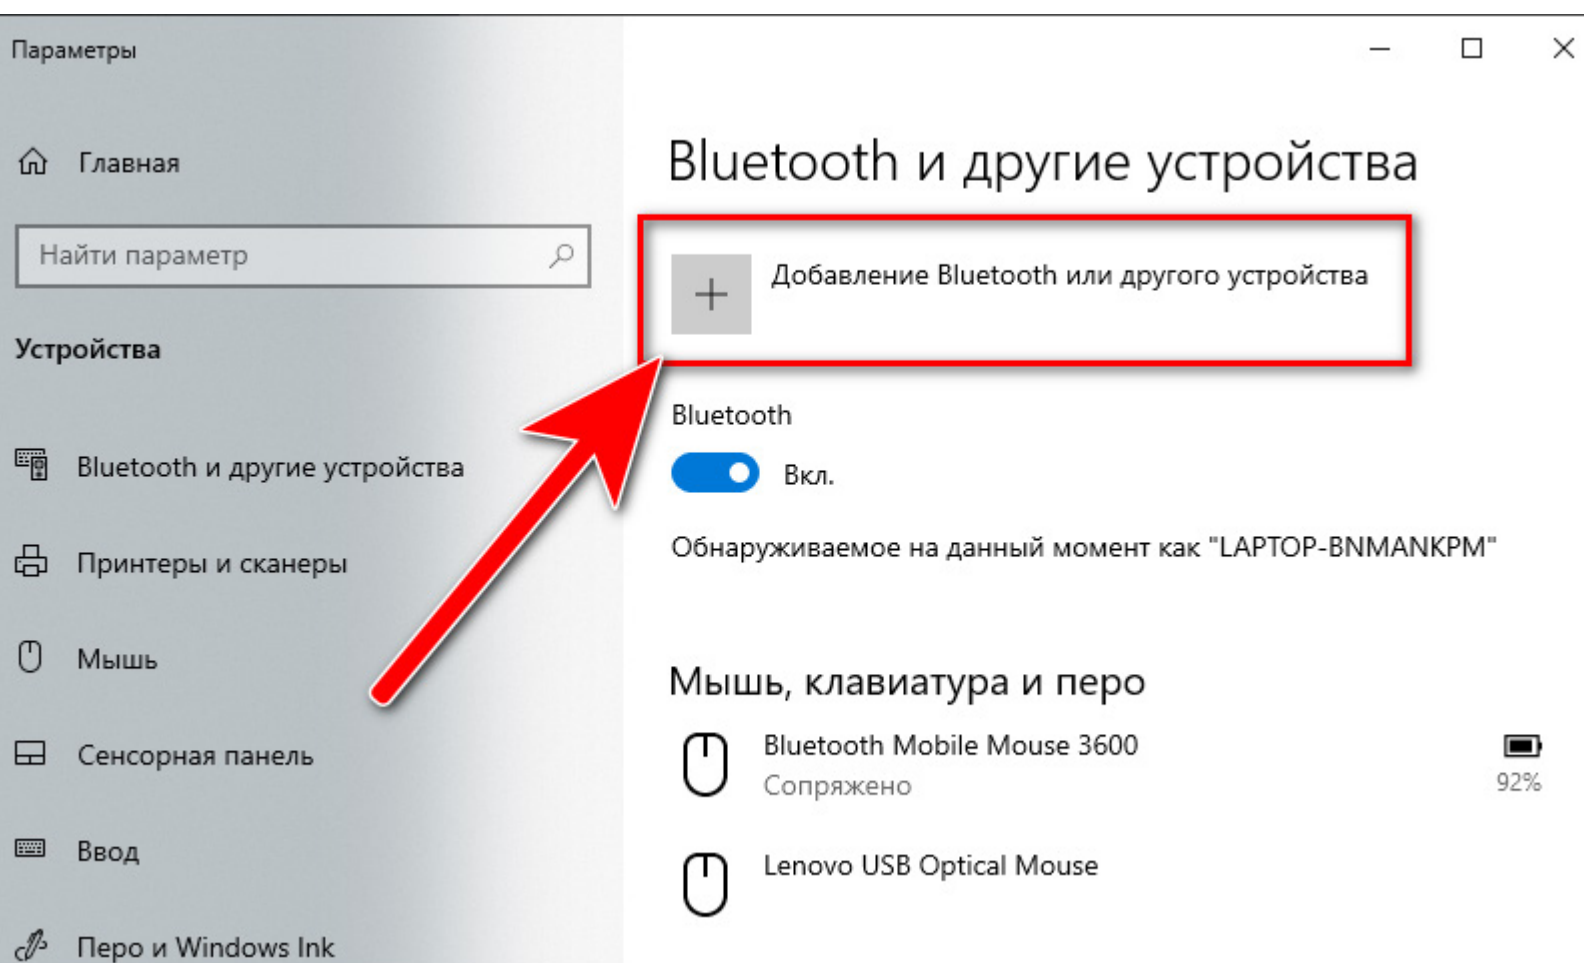 Параметры
Главная
Найти параметр
Устройства
Bluetooth и другие устройства
Принтеры и сканеры
Мышь
Сенсорная панель
Ввод
Перо и Windows Ink
Bluetooth и другие устройства
Добавление Bluetooth или другого устройства
Bluetooth
Вкл.
Обнаруживаемое на данный момент как "LAPTOP-BNMANKPM"
Мышь, клавиатура и перо
Bluetooth Mobile Mouse 3600
Сопряжено
92%
Lenovo USB Optical Mouse